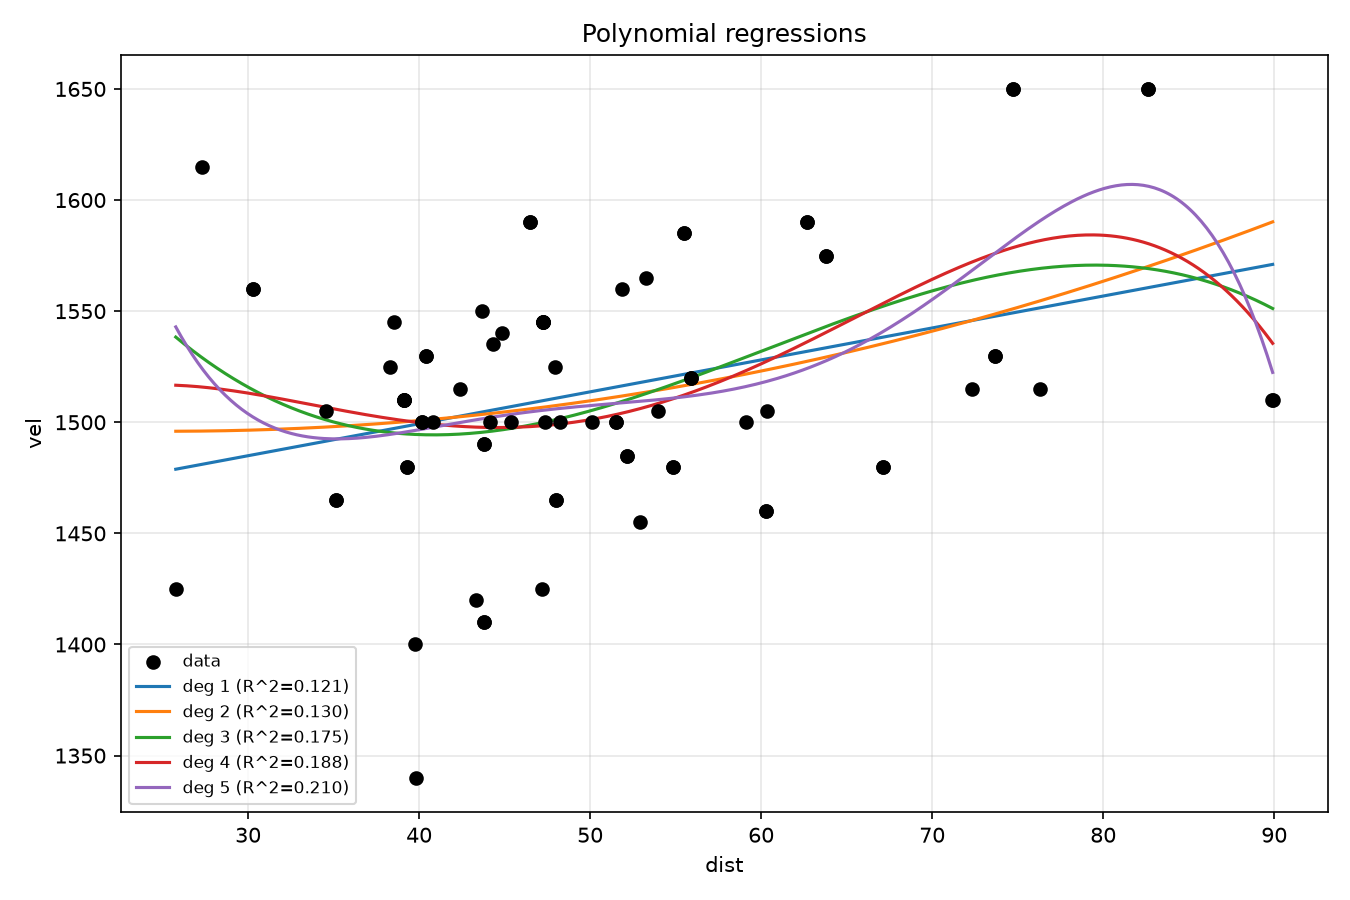 Polynomial regressions
1650
1600
1550
1500
1450
1400
1350
vel
data
deg 1 (R^2=0.121)
deg 2 (R^2=0.130)
deg 3 (R^2=0.175)
deg 4 (R^2=0.188)
deg 5 (R^2=0.210)
30 40 50 60 70 80 90
dist